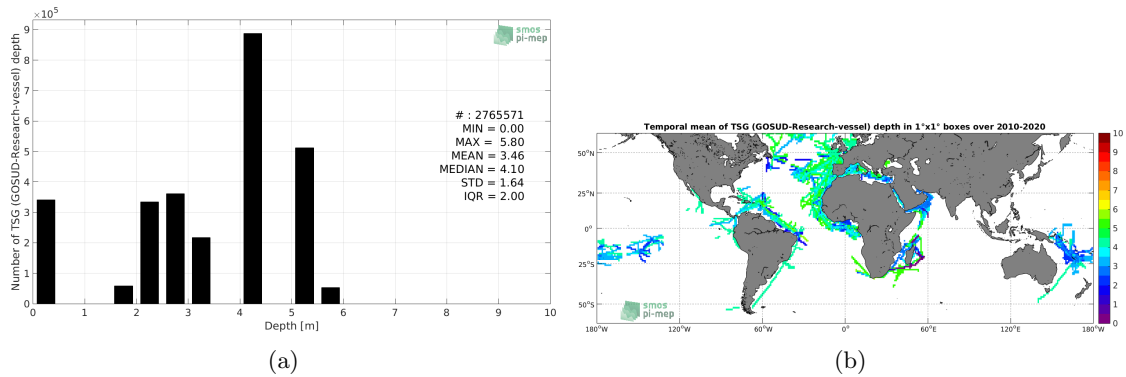 ×10⁵
9
8
7
6
5
4
3
2
1
0
Number of TSG (GOSUD-Research-vessel) depth
smos
pi-mep
# : 2765571
MIN = 0.00
MAX = 5.80
MEAN = 3.46
MEDIAN = 4.10
STD = 1.64
IQR = 2.00
0 1 2 3 4 5 6 7 8 9 10
Depth [m]
(a)
Temporal mean of TSG (GOSUD-Research-vessel) depth in 1°x1° boxes over 2010-2020
50°N
25°N
0°
25°S
50°S
smos
pi-mep
180°W 120°W 60°W 0° 60°E 120°E 180°E
10
9
8
7
6
5
4
3
2
1
0
(b)